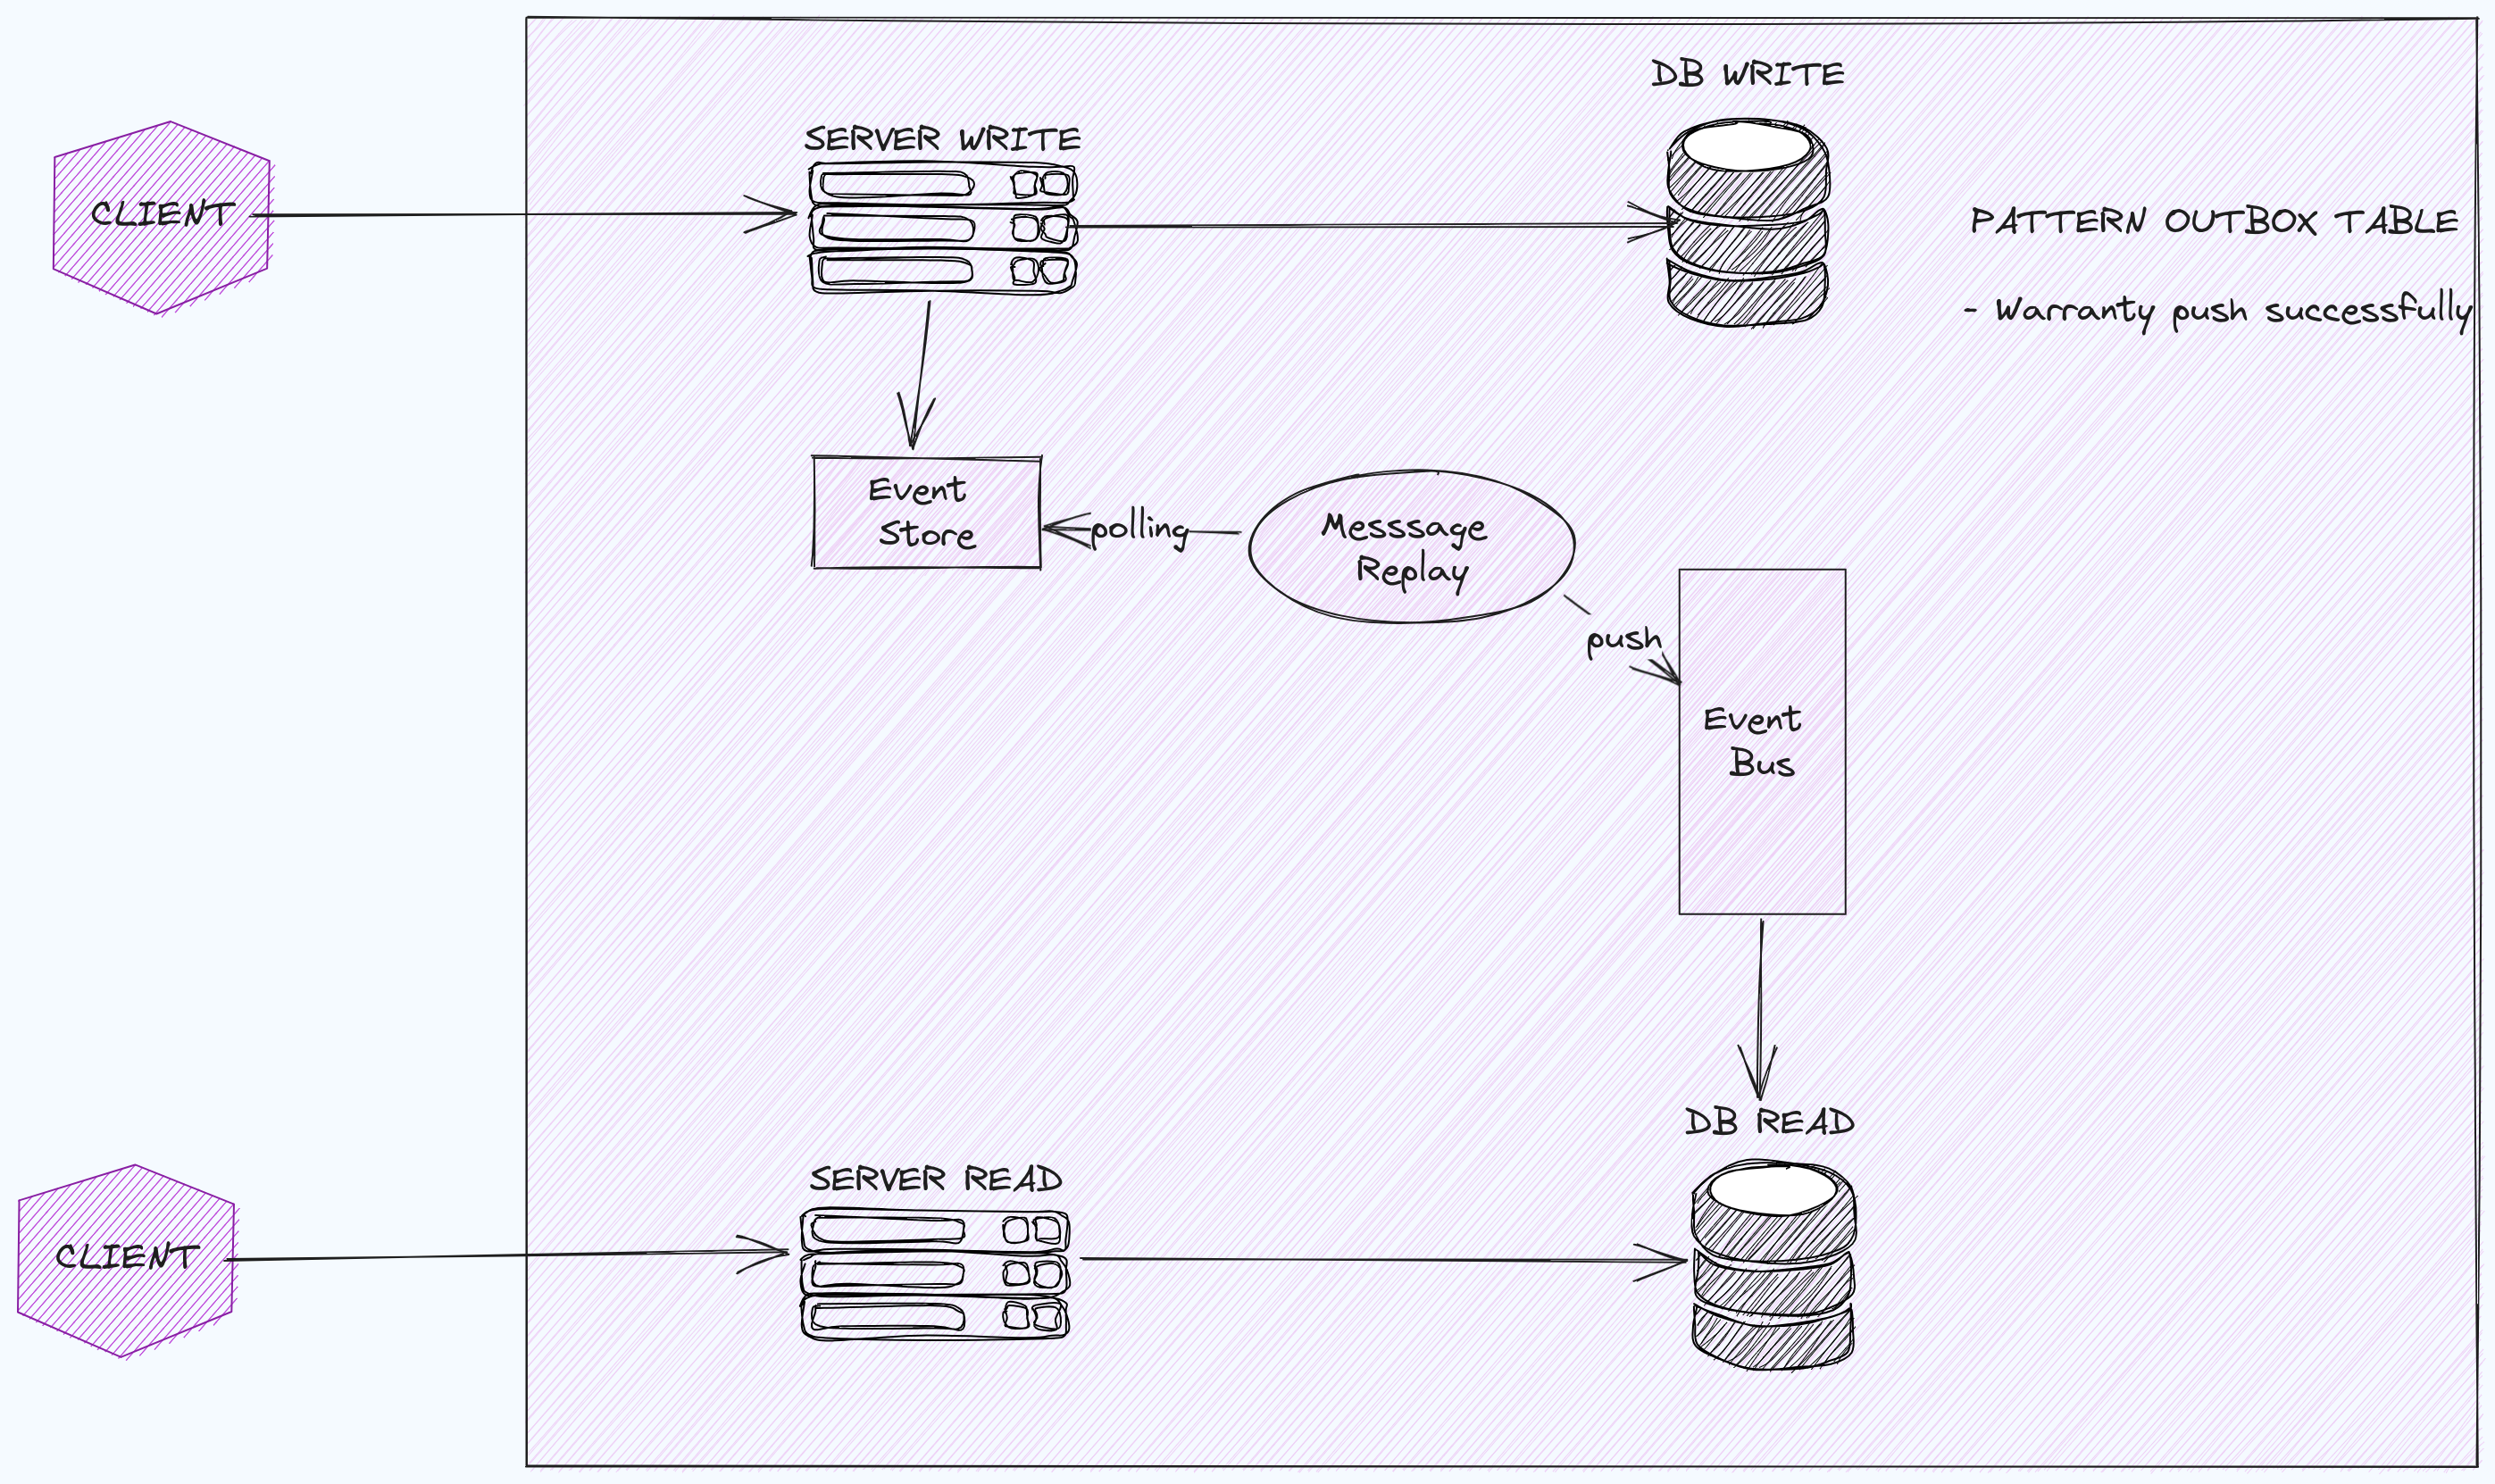 DB WRITE
SERVER WRITE
CLIENT
PATTERN OUTBOX TABLE
- Warranty push successfully
Event
Store
polling
Messsage
Replay
push
Event
Bus
DB READ
SERVER READ
CLIENT